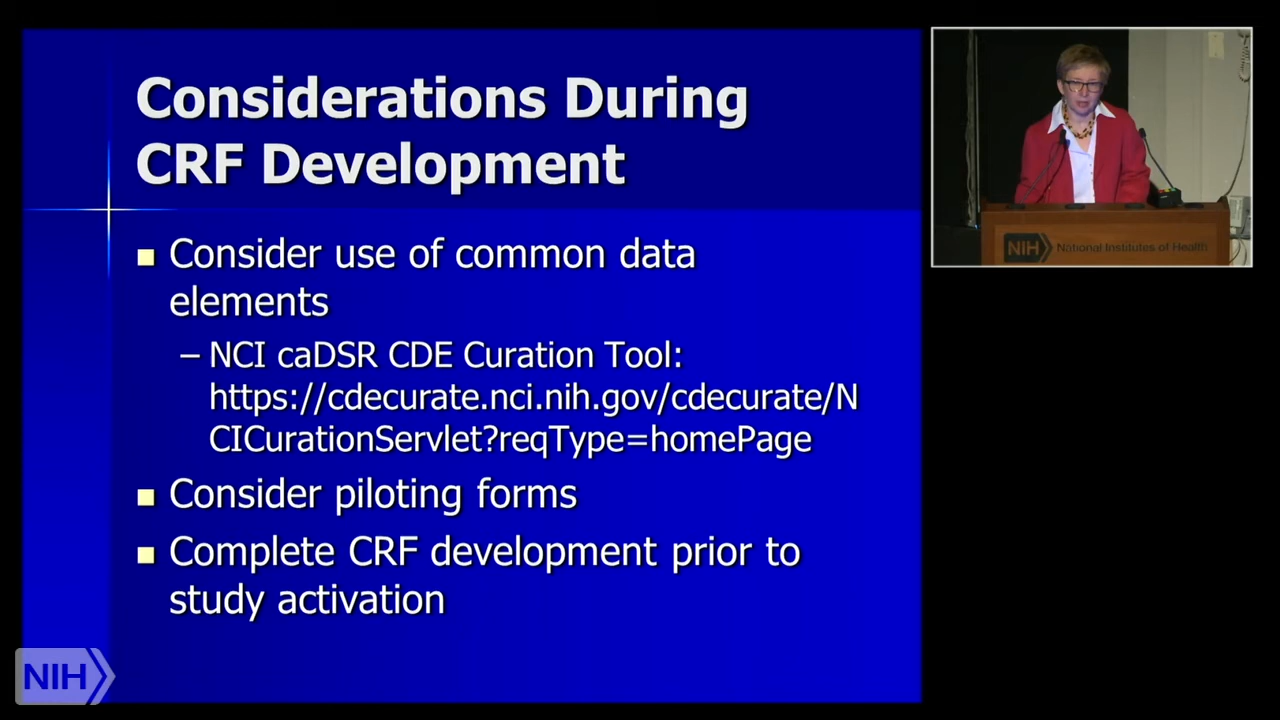 Considerations During
CRF Development
Consider use of common data
elements
– NCI caDSR CDE Curation Tool:
https://cdecurate.nci.nih.gov/cdecurate/N
CICurationServlet?reqType=homePage
Consider piloting forms
Complete CRF development prior to
study activation
NIH
NIH National Institutes of Health